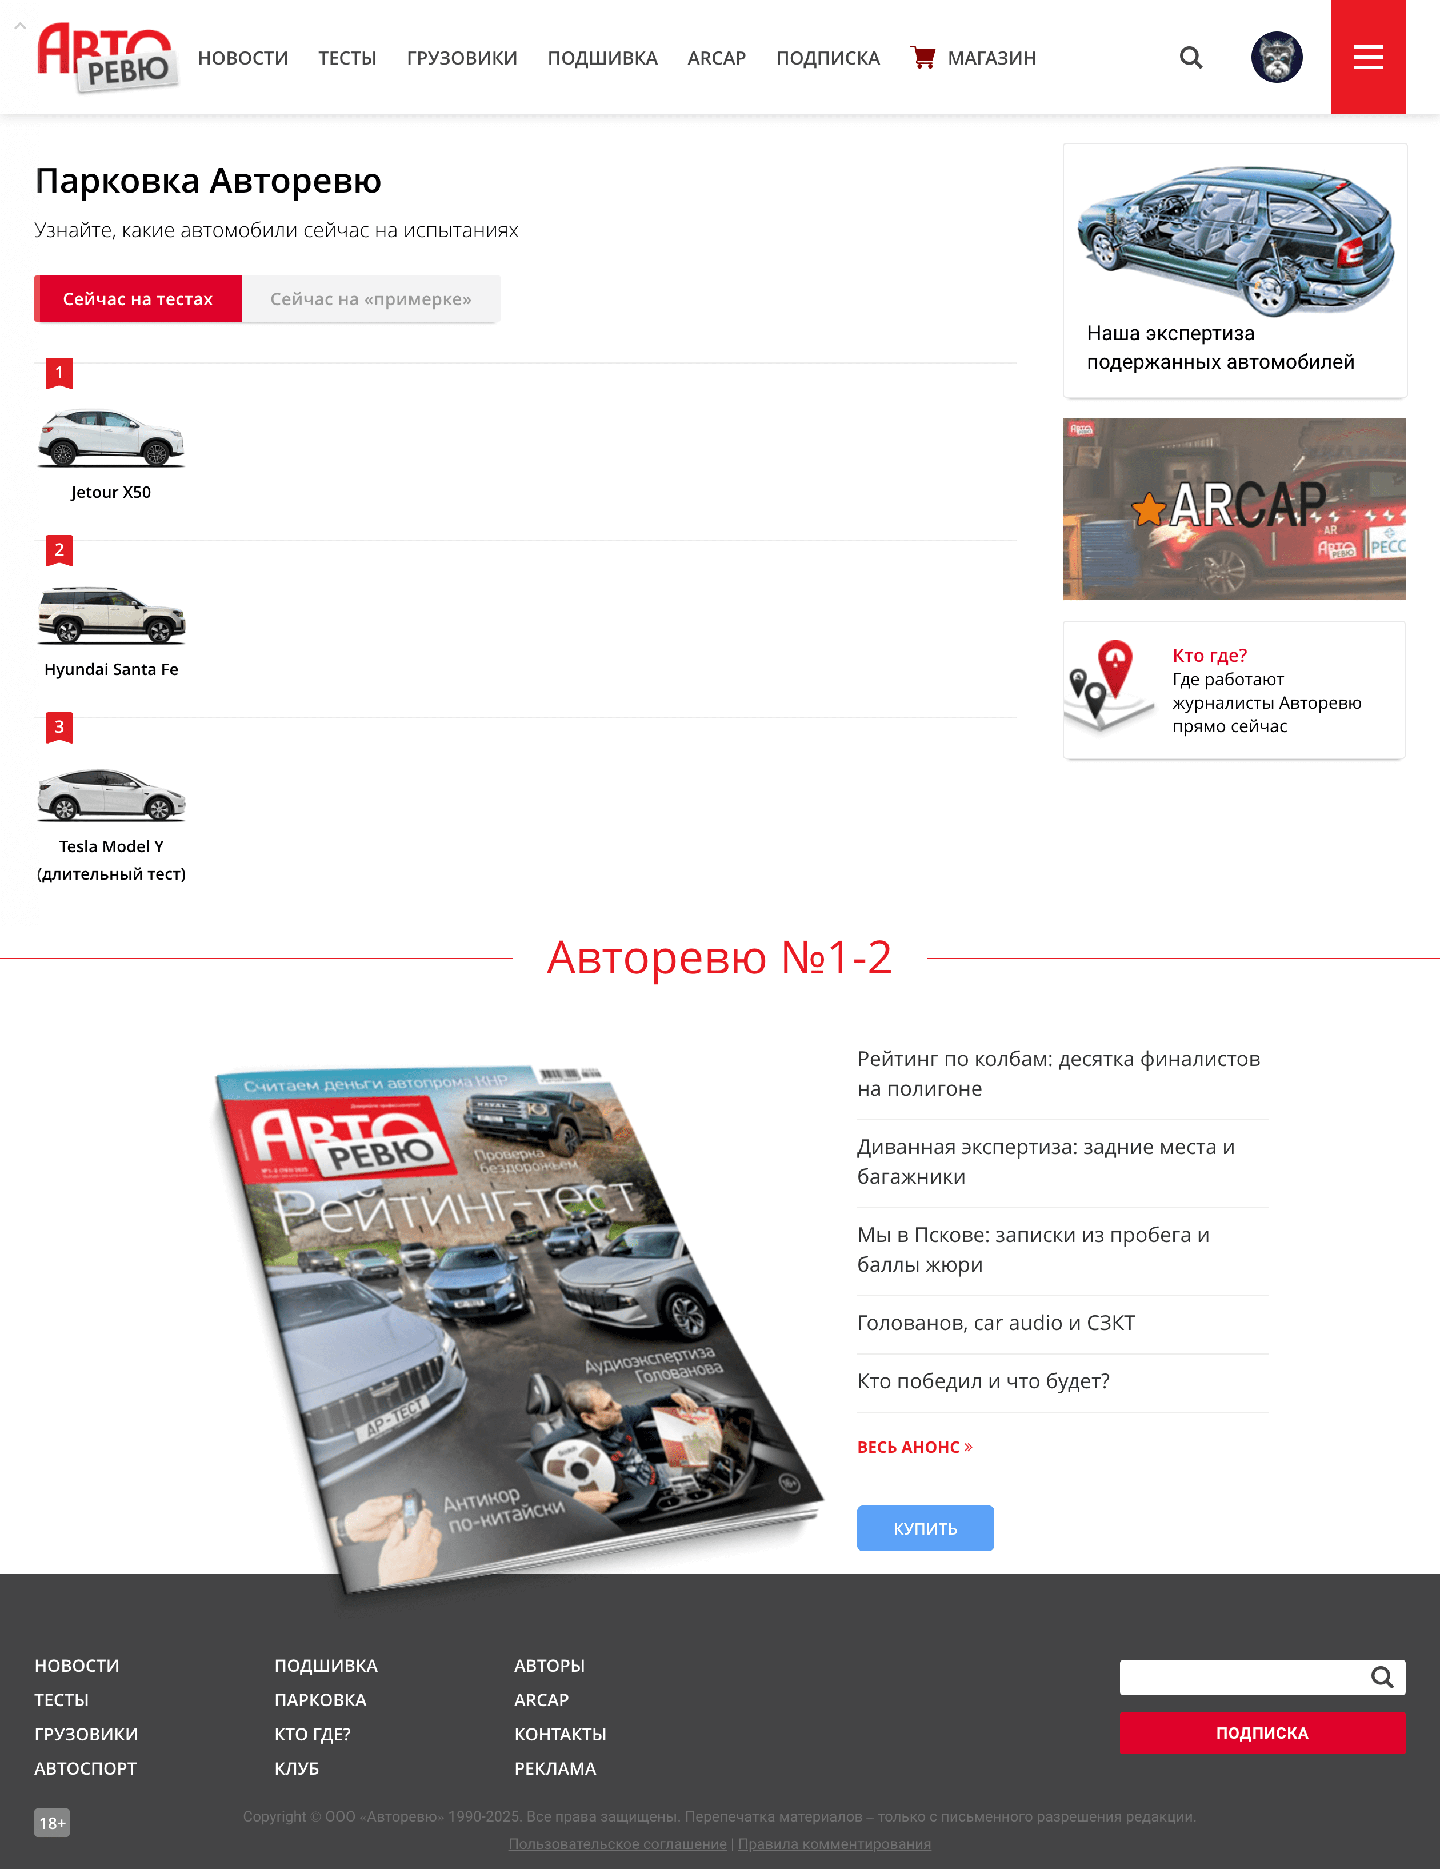 АВТО
РЕВЮ
НОВОСТИ
ТЕСТЫ
ГРУЗОВИКИ
ПОДШИВКА
ARCAP
ПОДПИСКА
МАГАЗИН
Парковка Авторевю
Узнайте, какие автомобили сейчас на испытаниях
Сейчас на тестах
Сейчас на «примерке»
1
Jetour X50
2
Hyundai Santa Fe
3
Tesla Model Y
(длительный тест)
Наша экспертиза
подержанных автомобилей
АВТО
РЕВЮ
ARCAP
ARCAP
АВТО
РЕВЮ
РЕСС
Кто где?
Где работают
журналисты Авторевю
прямо сейчас
Авторевю №1-2
Считаем деньги автопрома КНР
АВТО
РЕВЮ
Проверка
бездорожьем
Рейтинг-тест
Аудиоэкспертиза
Голованова
АР-ТЕСТ
Антикор
по-китайски
16+
Рейтинг по колбам: десятка финалистов
на полигоне
Диванная экспертиза: задние места и
багажники
Мы в Пскове: записки из пробега и
баллы жюри
Голованов, car audio и СЗКТ
Кто победил и что будет?
ВЕСЬ АНОНС »
КУПИТЬ
НОВОСТИ
ТЕСТЫ
ГРУЗОВИКИ
АВТОСПОРТ
ПОДШИВКА
ПАРКОВКА
КТО ГДЕ?
КЛУБ
АВТОРЫ
ARCAP
КОНТАКТЫ
РЕКЛАМА
ПОДПИСКА
18+
Copyright © ООО «Авторевю» 1990-2025. Все права защищены. Перепечатка материалов – только с письменного разрешения редакции.
Пользовательское соглашение | Правила комментирования